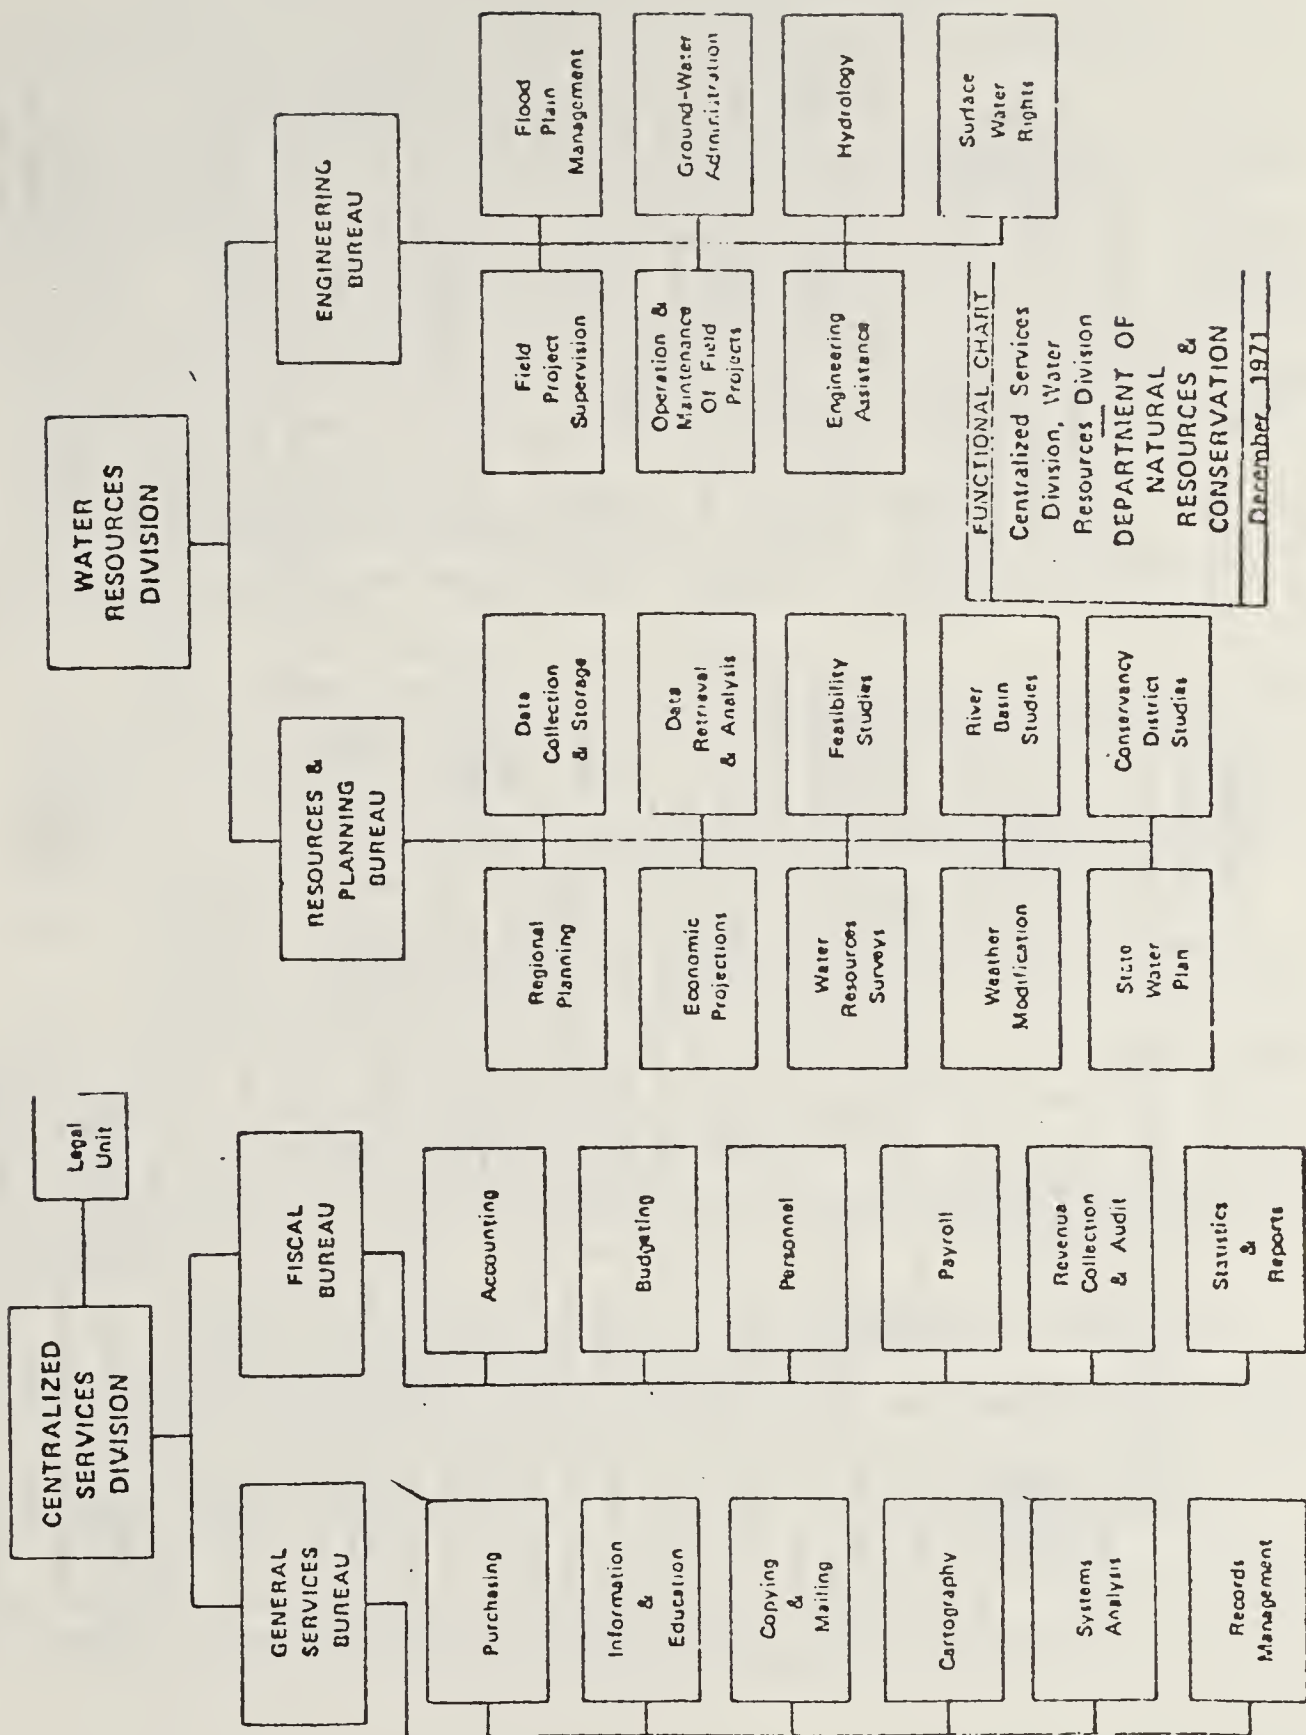 CENTRALIZED
SERVICES
DIVISION
Legal
Unit
GENERAL
SERVICES
BUREAU
Purchasing
Information
&
Education
Copying
&
Mailing
Cartography
Systems
Analysis
Records
Management
FISCAL
BUREAU
Accounting
Budgeting
Personnel
Payroll
Revenue
Collection
& Audit
Statistics
&
Reports
WATER
RESOURCES
DIVISION
RESOURCES &
PLANNING
BUREAU
Regional
Planning
Data
Collection
& Storage
Economic
Projections
Data
Retrieval
& Analysis
Water
Resources
Surveys
Feasibility
Studies
Weather
Modification
River
Basin
Studies
State
Water
Plan
Conservancy
District
Studies
ENGINEERING
BUREAU
Field
Project
Supervision
Flood
Plain
Management
Operation &
Maintenance
Of Field
Projects
Ground-Water
Administration
Engineering
Assistance
Hydrology
Surface
Water
Rights
FUNCTIONAL CHART
Centralized Services
Division, Water
Resources Division
DEPARTMENT OF
NATURAL
RESOURCES &
CONSERVATION
December, 1971